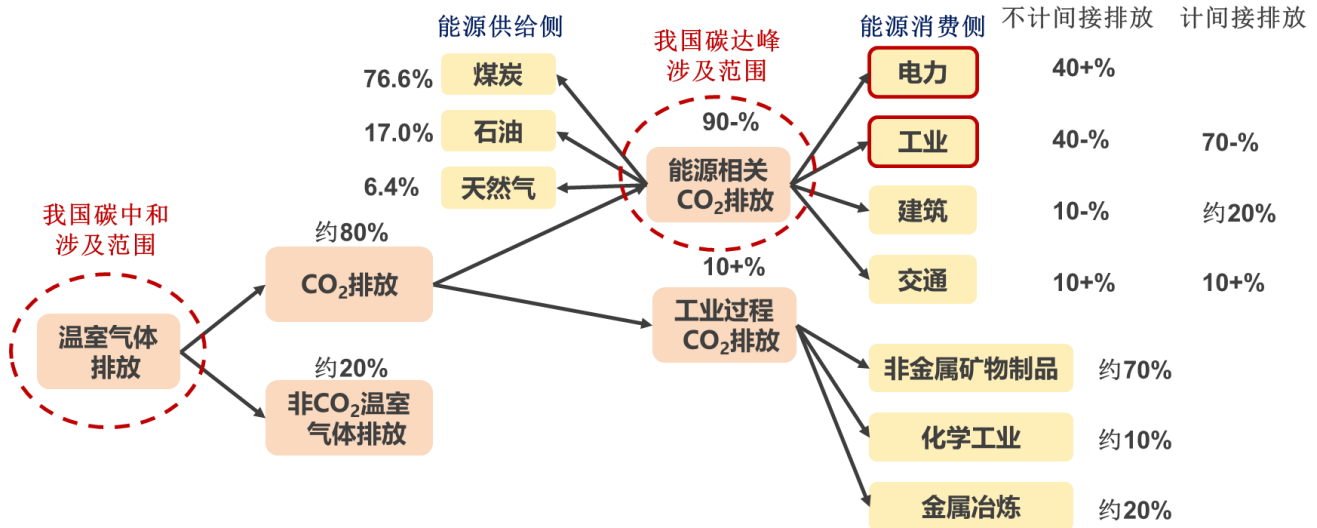 能源供给侧
我国碳达峰
涉及范围
能源消费侧
不计间接排放
计间接排放
76.6%
煤炭
电力
40+%
17.0%
石油
90-%
工业
40-%
70-%
6.4%
天然气
能源相关
CO₂排放
建筑
10-%
约20%
我国碳中和
涉及范围
约80%
CO₂排放
10+%
交通
10+%
10+%
温室气体
排放
工业过程
CO₂排放
约20%
非CO₂温室
气体排放
非金属矿物制品
约70%
化学工业
约10%
金属冶炼
约20%